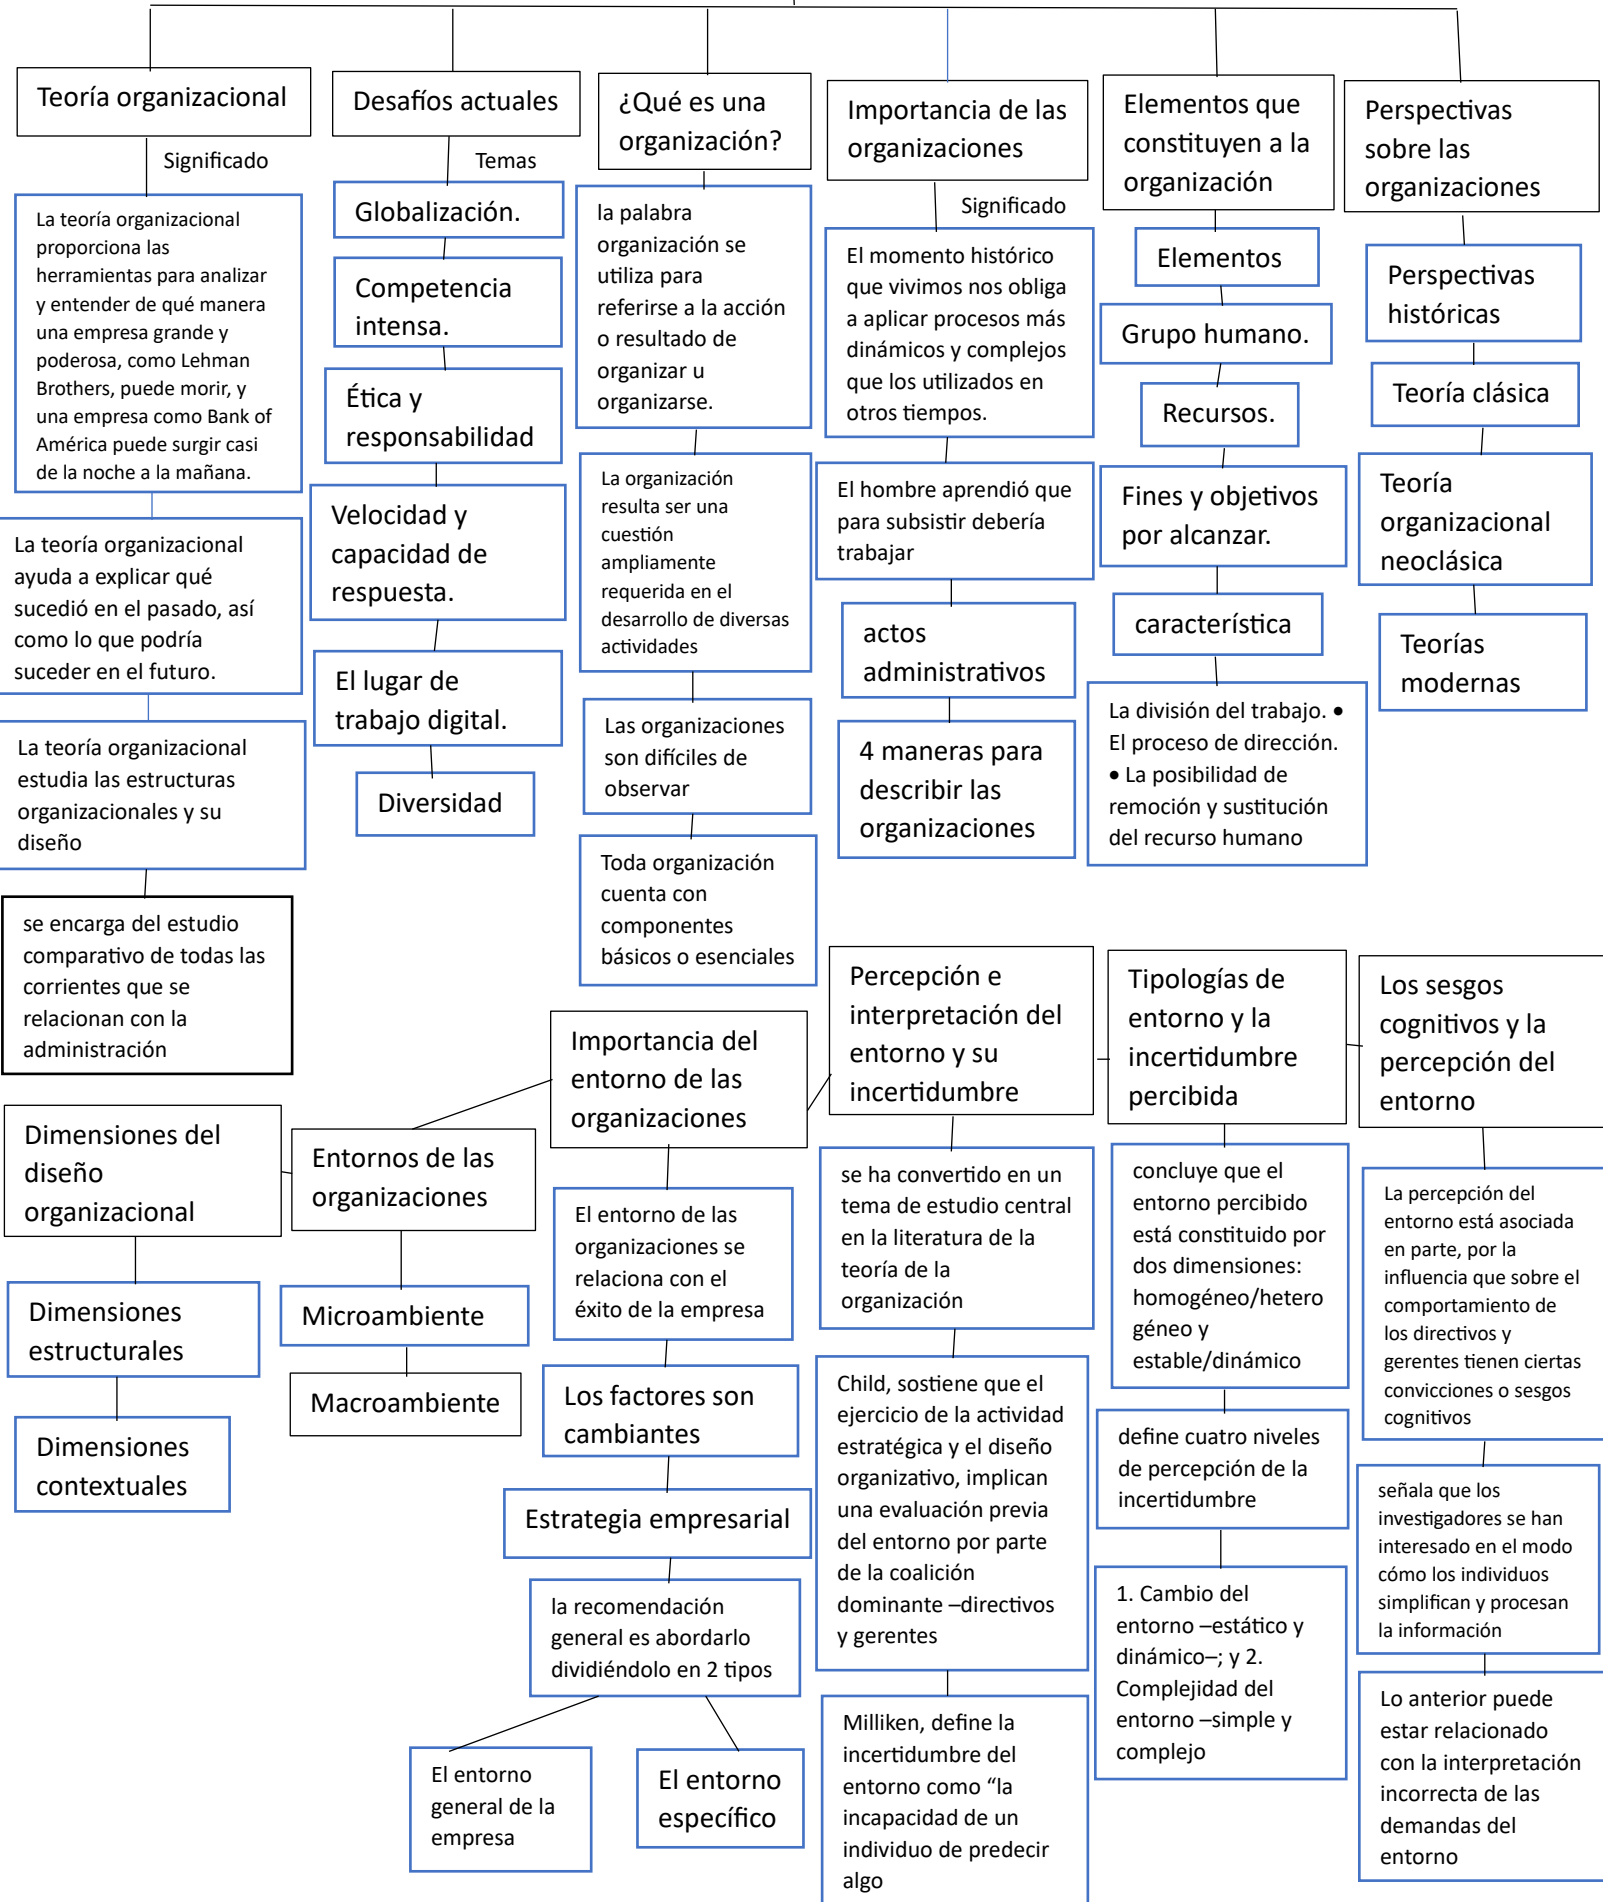 Teoría organizacional
Significado
La teoría organizacional
proporciona las
herramientas para analizar
y entender de qué manera
una empresa grande y
poderosa, como Lehman
Brothers, puede morir, y
una empresa como Bank of
América puede surgir casi
de la noche a la mañana.
La teoría organizacional
ayuda a explicar qué
sucedió en el pasado, así
como lo que podría
suceder en el futuro.
La teoría organizacional
estudia las estructuras
organizacionales y su
diseño
se encarga del estudio
comparativo de todas las
corrientes que se
relacionan con la
administración
Desafíos actuales
Temas
Globalización.
Competencia
intensa.
Ética y
responsabilidad
Velocidad y
capacidad de
respuesta.
El lugar de
trabajo digital.
Diversidad
¿Qué es una
organización?
la palabra
organización se
utiliza para
referirse a la acción
o resultado de
organizar u
organizarse.
La organización
resulta ser una
cuestión
ampliamente
requerida en el
desarrollo de diversas
actividades
Las organizaciones
son difíciles de
observar
Toda organización
cuenta con
componentes
básicos o esenciales
Importancia de las
organizaciones
Significado
El momento histórico
que vivimos nos obliga
a aplicar procesos más
dinámicos y complejos
que los utilizados en
otros tiempos.
El hombre aprendió que
para subsistir debería
trabajar
actos
administrativos
4 maneras para
describir las
organizaciones
Elementos que
constituyen a la
organización
Elementos
Grupo humano.
Recursos.
Fines y objetivos
por alcanzar.
característica
La división del trabajo. •
El proceso de dirección.
• La posibilidad de
remoción y sustitución
del recurso humano
Perspectivas
sobre las
organizaciones
Perspectivas
históricas
Teoría clásica
Teoría
organizacional
neoclásica
Teorías
modernas
Dimensiones del
diseño
organizacional
Dimensiones
estructurales
Dimensiones
contextuales
Entornos de las
organizaciones
Microambiente
Macroambiente
Importancia del
entorno de las
organizaciones
El entorno de las
organizaciones se
relaciona con el
éxito de la empresa
Los factores son
cambiantes
Estrategia empresarial
la recomendación
general es abordarlo
dividiéndolo en 2 tipos
El entorno
general de la
empresa
El entorno
específico
Percepción e
interpretación del
entorno y su
incertidumbre
se ha convertido en un
tema de estudio central
en la literatura de la
teoría de la
organización
Child, sostiene que el
ejercicio de la actividad
estratégica y el diseño
organizativo, implican
una evaluación previa
del entorno por parte
de la coalición
dominante –directivos
y gerentes
Milliken, define la
incertidumbre del
entorno como “la
incapacidad de un
individuo de predecir
algo
Tipologías de
entorno y la
incertidumbre
percibida
concluye que el
entorno percibido
está constituido por
dos dimensiones:
homogéneo/hetero
géneo y
estable/dinámico
define cuatro niveles
de percepción de la
incertidumbre
1. Cambio del
entorno –estático y
dinámico–; y 2.
Complejidad del
entorno –simple y
complejo
Los sesgos
cognitivos y la
percepción del
entorno
La percepción del
entorno está asociada
en parte, por la
influencia que sobre el
comportamiento de
los directivos y
gerentes tienen ciertas
convicciones o sesgos
cognitivos
señala que los
investigadores se han
interesado en el modo
cómo los individuos
simplifican y procesan
la información
Lo anterior puede
estar relacionado
con la interpretación
incorrecta de las
demandas del
entorno